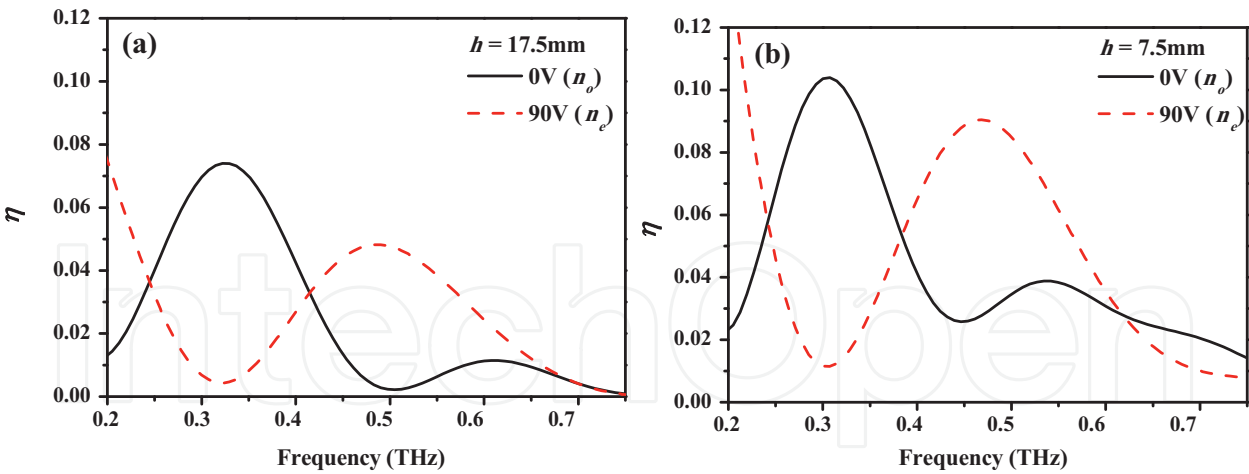 (a)
h = 17.5mm
0V (nₒ)
90V (nₑ)
0.12
0.10
0.08
0.06
0.04
0.02
0.00
η
0.2
0.3
0.4
0.5
0.6
0.7
Frequency (THz)
(b)
h = 7.5mm
0V (nₒ)
90V (nₑ)
0.12
0.10
0.08
0.06
0.04
0.02
0.00
η
0.2
0.3
0.4
0.5
0.6
0.7
Frequency (THz)
IntechOpen